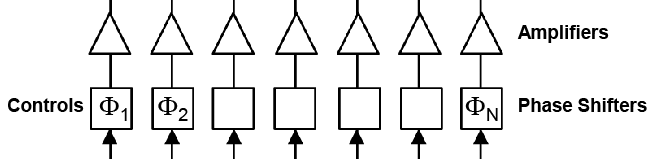 Amplifiers
Controls Φ1 Φ2 ΦN Phase Shifters